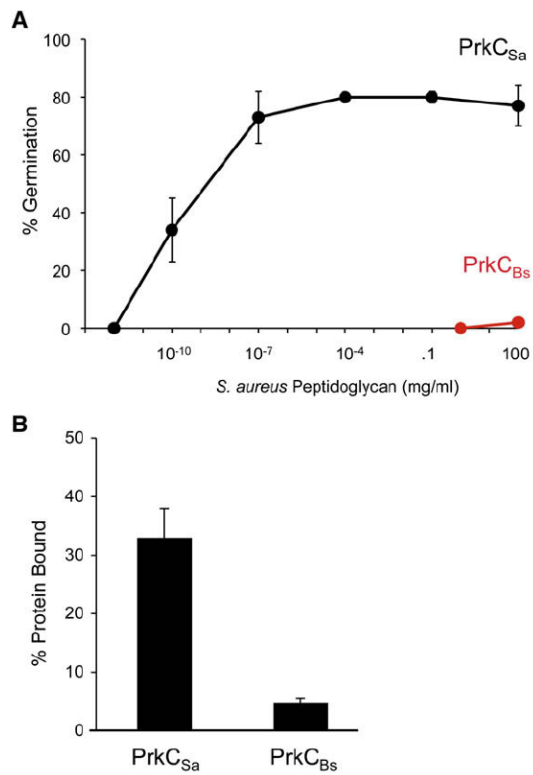 A
PrkCSa
% Germination
100
80
60
40
20
0
PrkCBs
10-10 10-7 10-4 .1 100
S. aureus Peptidoglycan (mg/ml)
B
% Protein Bound
50
40
30
20
10
0
PrkCSa PrkCBs